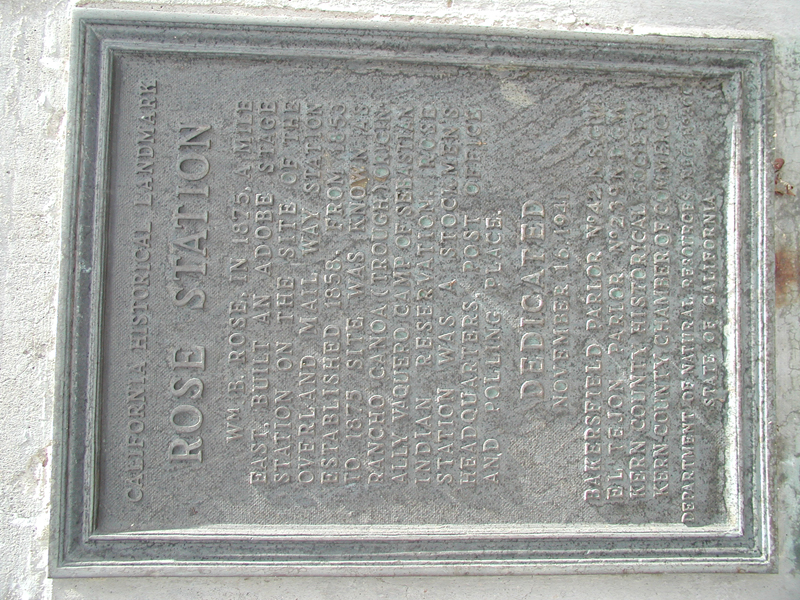 CALIFORNIA HISTORICAL LANDMARK
ROSE STATION
WM. B. ROSE, IN 1875, A MILE
EAST, BUILT AN ADOBE STAGE
STATION ON THE SITE OF THE
OVERLAND MAIL WAY STATION
ESTABLISHED 1858. FROM 1853
TO 1875 SITE WAS KNOWN AS
RANCHO CANOA (TROUGH). ORIGIN-
ALLY VAQUERO CAMP OF SEBASTIAN
INDIAN RESERVATION. ROSE
STATION WAS A STOCKMEN'S
HEADQUARTERS, POST OFFICE
AND POLLING PLACE.
DEDICATED
NOVEMBER 16, 1941
BAKERSFIELD PARLOR Nº 42 N.S.G.W.
EL TEJON PARLOR Nº 239 N.D.G.W.
KERN COUNTY HISTORICAL SOCIETY
KERN COUNTY CHAMBER OF COMMERCE
DEPARTMENT OF NATURAL RESOURCES
STATE OF CALIFORNIA